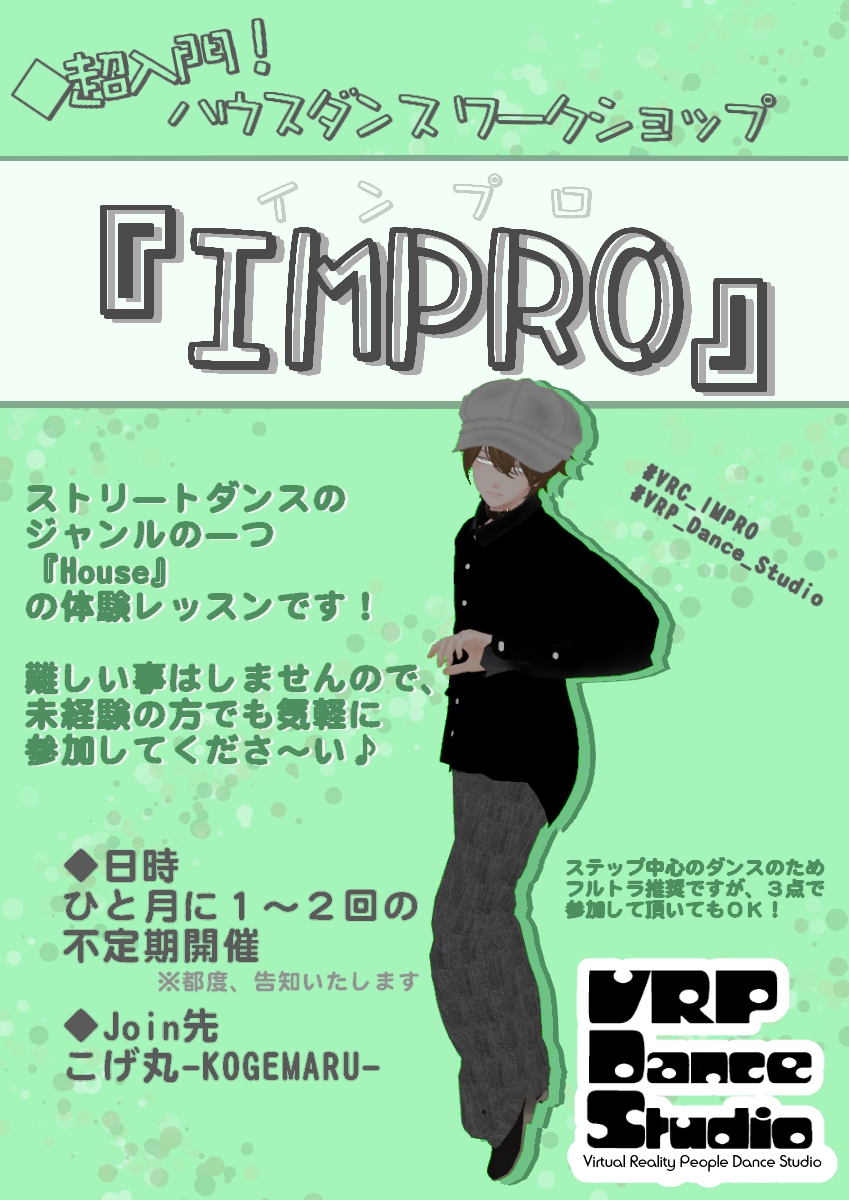 ◆超入門!
ハウスダンスワークショップ
インプロ
『IMPRO』
#VRC_IMPRO
#VRP_Dance_Studio
ストリートダンスの
ジャンルの一つ
『House』
の体験レッスンです!
難しい事はしませんので、
未経験の方でも気軽に
参加してくださ～い♪
◆日時
ひと月に１～２回の
不定期開催
※都度、告知いたします
◆Join先
こげ丸-KOGEMARU-
ステップ中心のダンスのため
フルトラ推奨ですが、３点で
参加して頂いてもOK!
VRP
Dance
Studio
Virtual Reality People Dance Studio